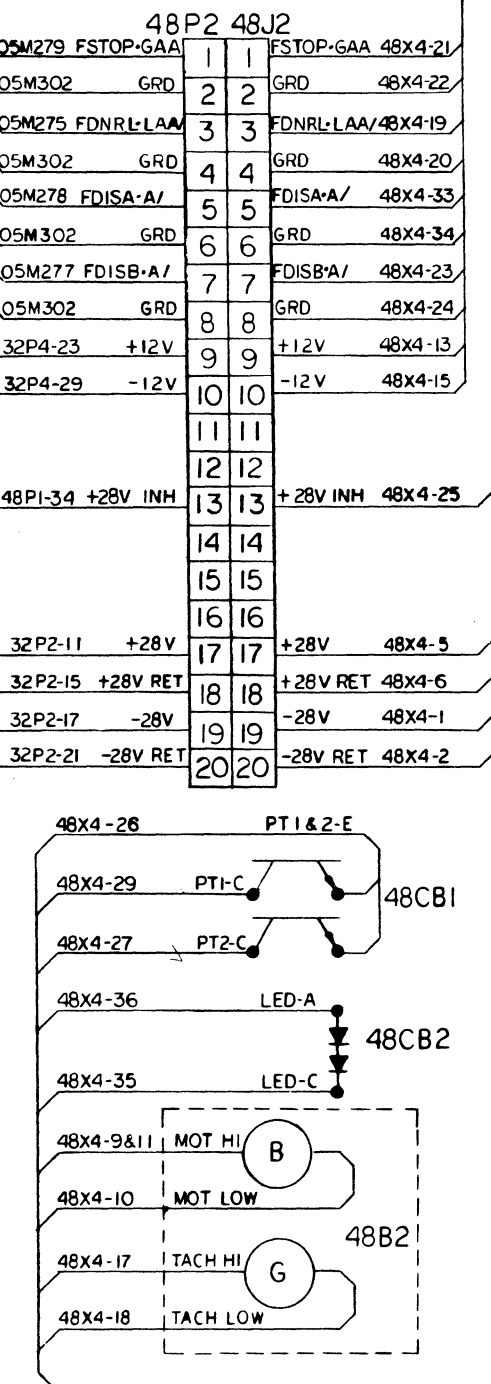 48P2 48J2
05M279 FSTOP·GAA 1 1 FSTOP·GAA 48X4-21
05M302 GRD 2 2 GRD 48X4-22
05M275 FDNRL·LAA/ 3 3 FDNRL·LAA/ 48X4-19
05M302 GRD 4 4 GRD 48X4-20
05M278 FDISA·A/ 5 5 FDISA·A/ 48X4-33
05M302 GRD 6 6 GRD 48X4-34
05M277 FDISB·A/ 7 7 FDISB·A/ 48X4-23
05M302 GRD 8 8 GRD 48X4-24
32P4-23 +12V 9 9 +12V 48X4-13
32P4-29 -12V 10 10 -12V 48X4-15
11 11
12 12
48P1-34 +28V INH 13 13 +28V INH 48X4-25
14 14
15 15
16 16
32P2-11 +28V 17 17 +28V 48X4-5
32P2-15 +28V RET 18 18 +28V RET 48X4-6
32P2-17 -28V 19 19 -28V 48X4-1
32P2-21 -28V RET 20 20 -28V RET 48X4-2
48X4-26 PT1&2-E
48X4-29 PT1-C
48CB1
48X4-27 PT2-C
48X4-36 LED-A
48CB2
48X4-35 LED-C
48X4-9&11 MOT HI B
48X4-10 MOT LOW
48B2
48X4-17 TACH HI G
48X4-18 TACH LOW